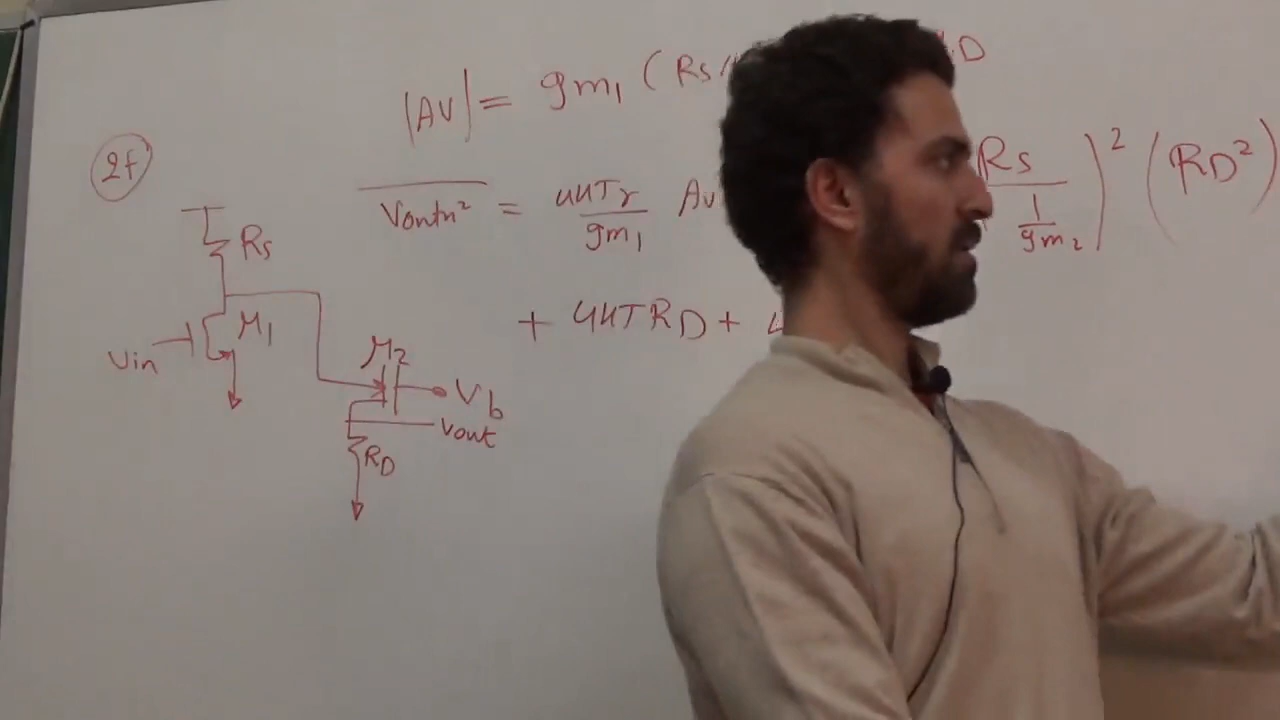 |AV| = gm₁ (Rs // D
2f
Voutn² = 4KTγ / gm₁ Av Rs / 1/gm₂ )² (RD²)
Rs
+ 4KTRD +
M1
Vin
M2
Vb
Vout
RD